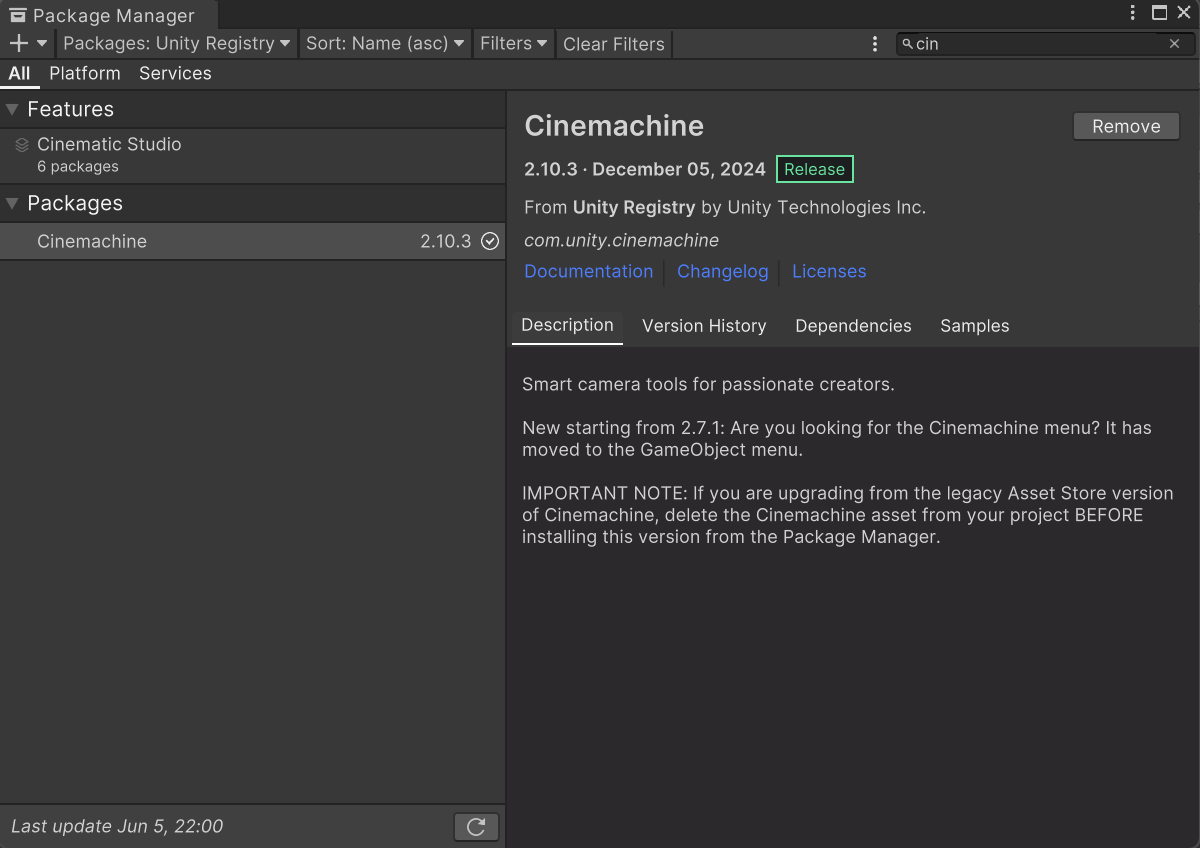 Package Manager
Packages: Unity Registry
Sort: Name (asc)
Filters
Clear Filters
cin
All
Platform
Services
Features
Cinematic Studio
6 packages
Packages
Cinemachine
2.10.3
Last update Jun 5, 22:00
Cinemachine
Remove
2.10.3 · December 05, 2024
Release
From Unity Registry by Unity Technologies Inc.
com.unity.cinemachine
Documentation
Changelog
Licenses
Description
Version History
Dependencies
Samples
Smart camera tools for passionate creators.
New starting from 2.7.1: Are you looking for the Cinemachine menu? It has
moved to the GameObject menu.
IMPORTANT NOTE: If you are upgrading from the legacy Asset Store version
of Cinemachine, delete the Cinemachine asset from your project BEFORE
installing this version from the Package Manager.